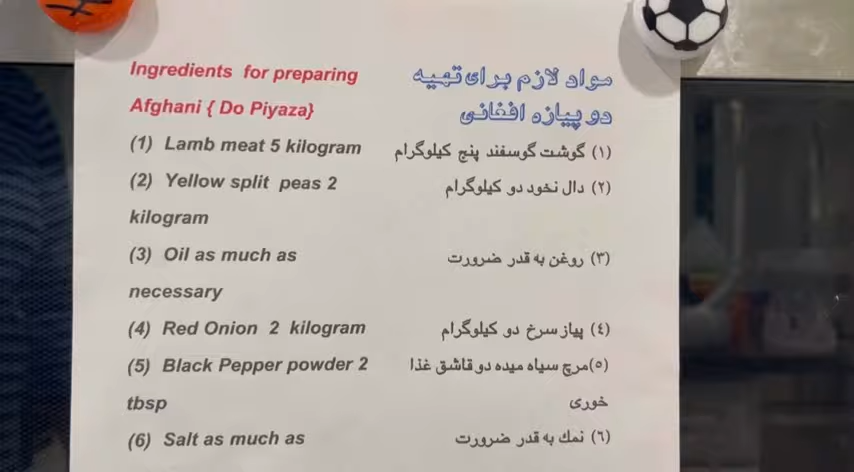 Ingredients for preparing
Afghani { Do Piyaza}
(1) Lamb meat 5 kilogram
(2) Yellow split peas 2
kilogram
(3) Oil as much as
necessary
(4) Red Onion 2 kilogram
(5) Black Pepper powder 2
tbsp
(6) Salt as much as
مواد لازم برای تهیه
دو پیازه افغانی
(۱) گوشت گوسفند پنج کیلوگرام
(۲) دال نخود دو کیلوگرام
(۳) روغن به قدر ضرورت
(٤) پیاز سرخ دو کیلوگرام
(٥)مرچ سیاه میده دو قاشق غذا
خوری
(٦) نمك به قدر ضرورت